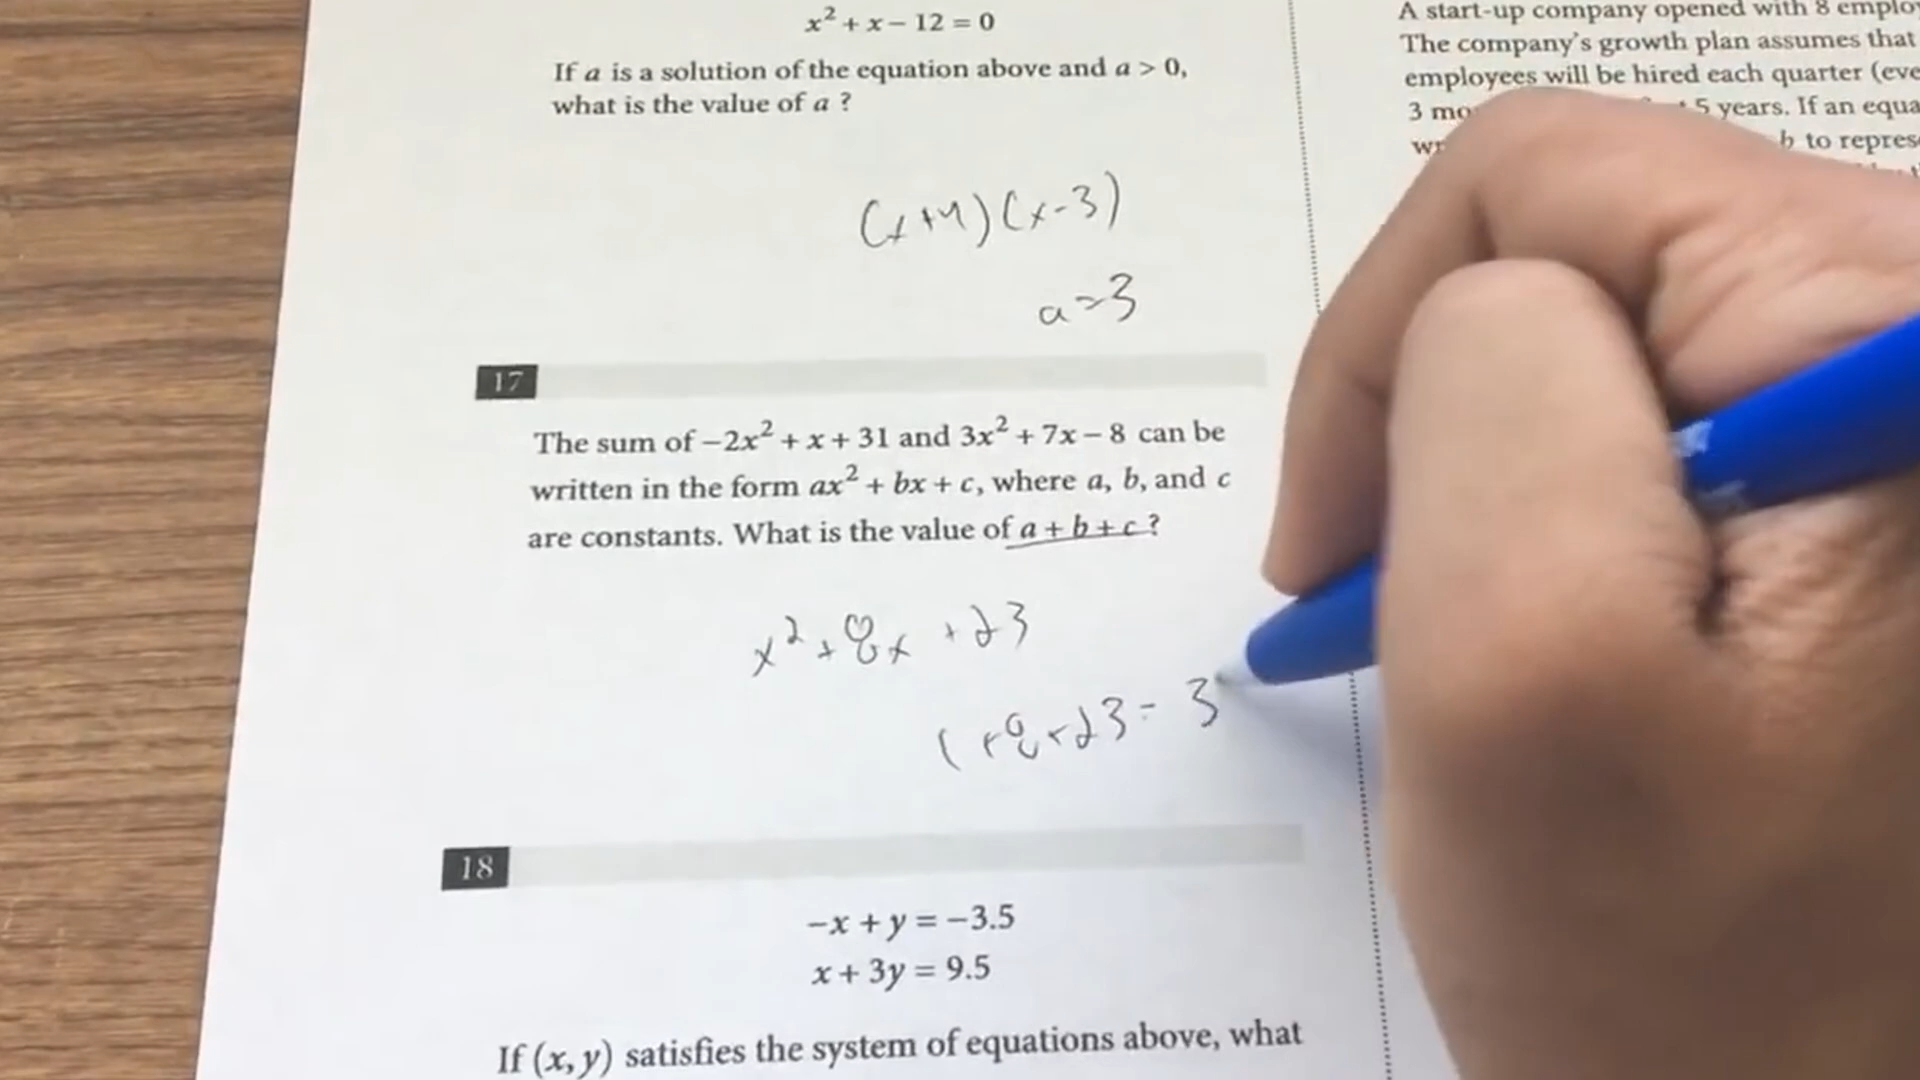 x² + x − 12 = 0
If a is a solution of the equation above and a > 0,
what is the value of a ?
(x+4)(x-3)
a=3
17
The sum of −2x² + x + 31 and 3x² + 7x − 8 can be
written in the form ax² + bx + c, where a, b, and c
are constants. What is the value of a + b + c ?
x² + 8x + 23
1+8+23 = 3
18
−x + y = −3.5
x + 3y = 9.5
If (x, y) satisfies the system of equations above, what
A start-up company opened with 8
The company's growth plan assumes that
employees will be hired each quarter
3
5 years. If an
b to